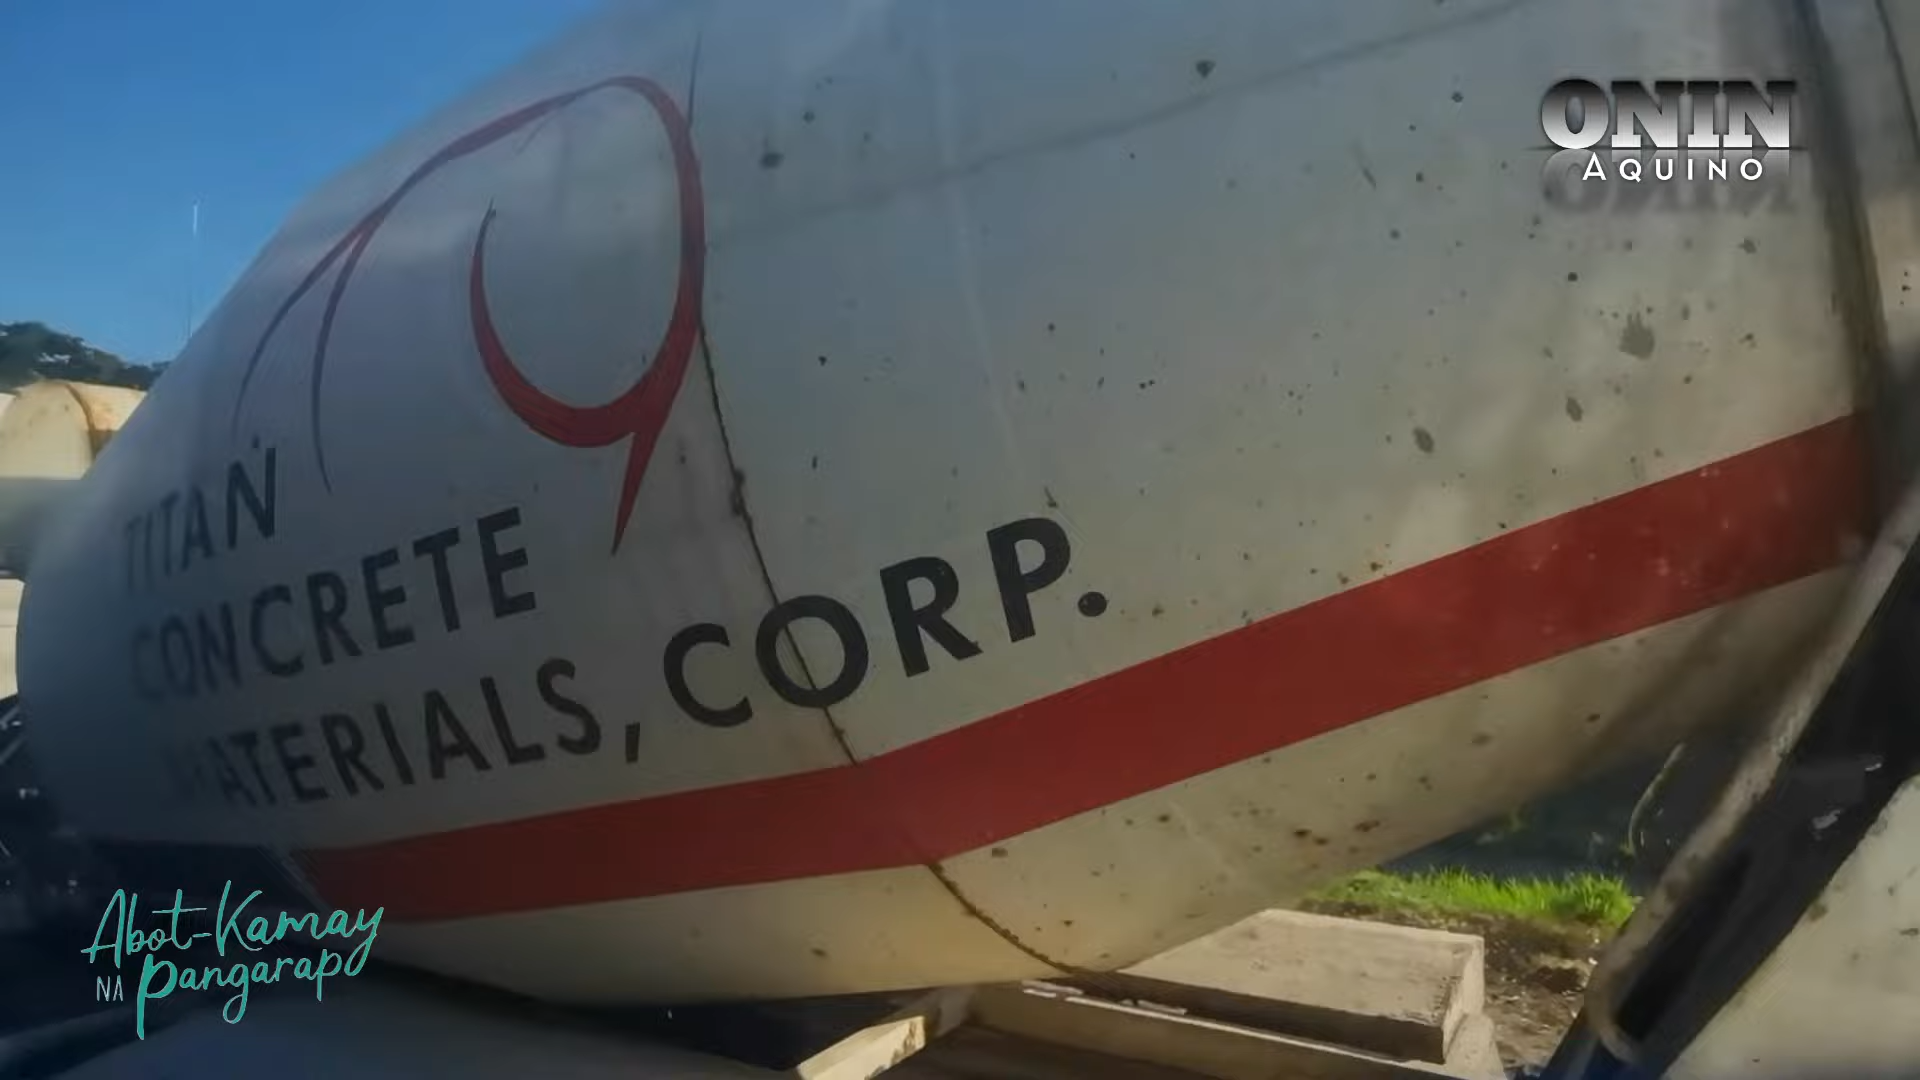 ONIN
AQUINO
TITAN
CONCRETE
MATERIALS, CORP.
Abot-Kamay
NA Pangarap